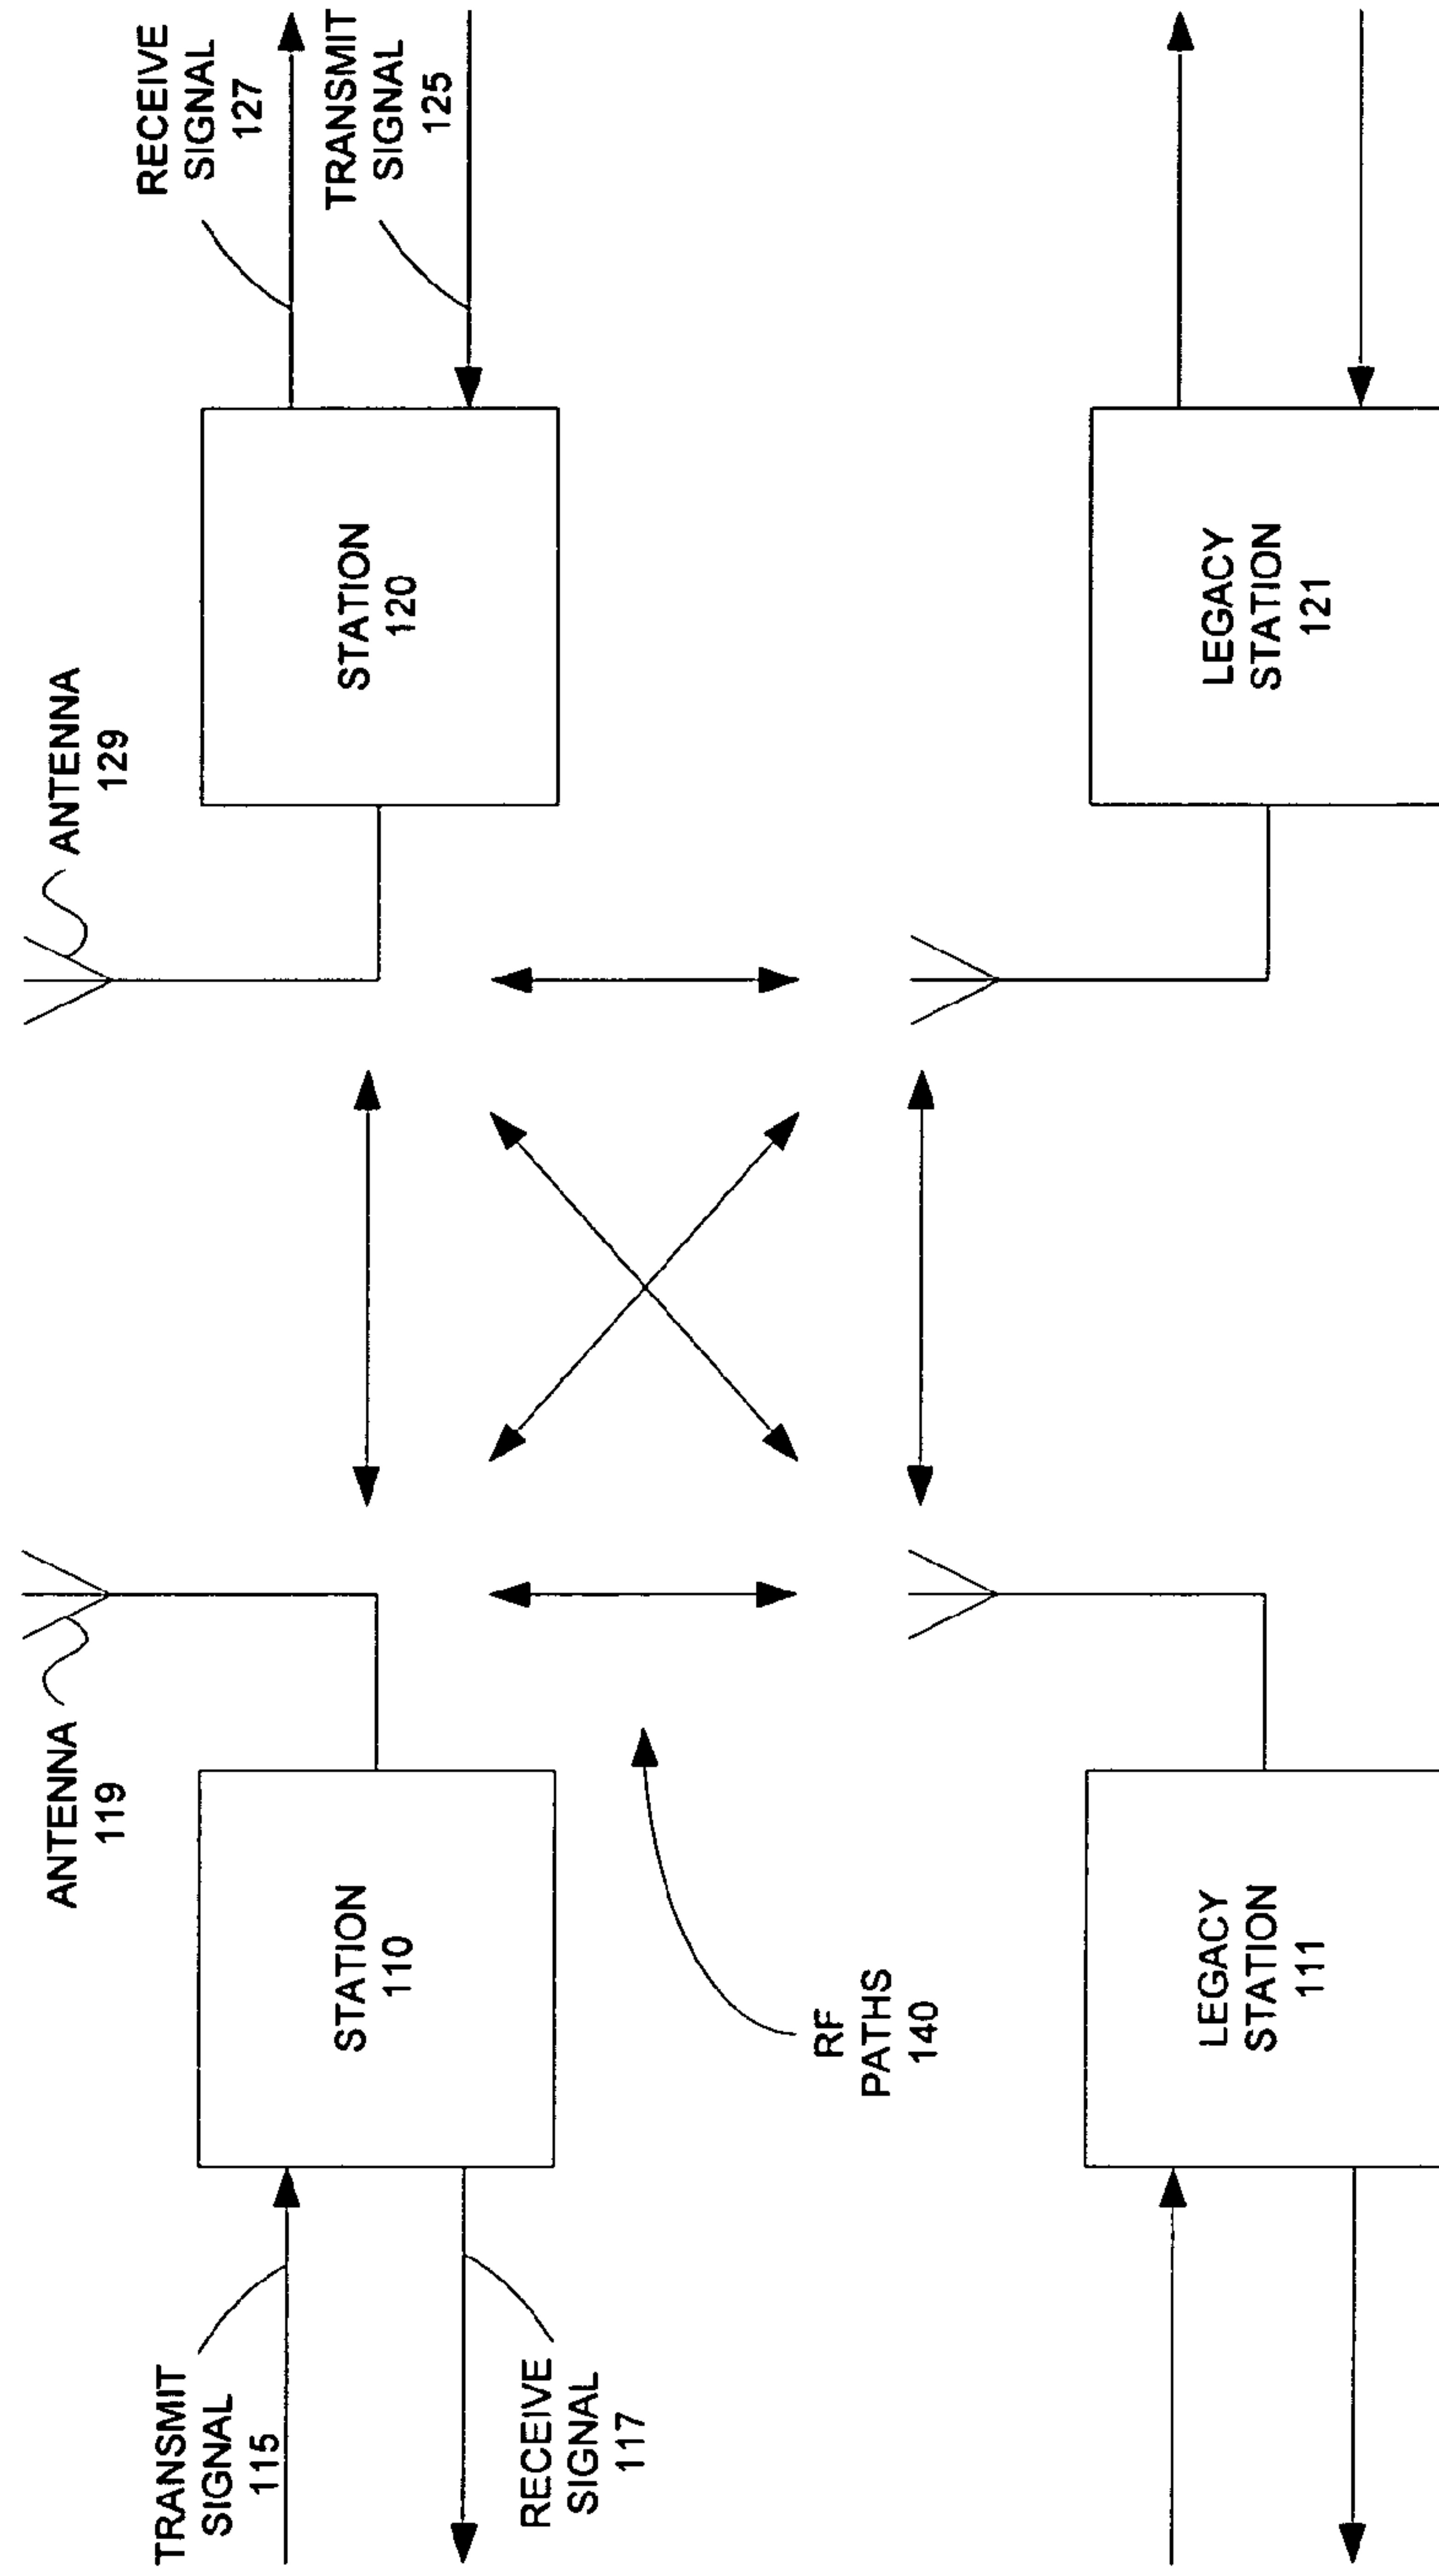 TRANSMIT
SIGNAL
115
RECEIVE
SIGNAL
117
STATION
110
ANTENNA
119
RF
PATHS
140
LEGACY
STATION
111
ANTENNA
129
STATION
120
RECEIVE
SIGNAL
127
TRANSMIT
SIGNAL
125
LEGACY
STATION
121